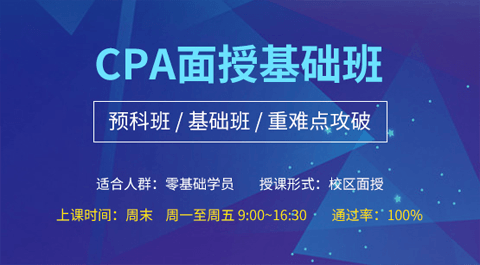 CPA面授基础班
预科班 / 基础班 / 重难点攻破
适合人群：零基础学员 授课形式：校区面授
上课时间：周末 周一至周五 9:00~16:30 通过率：100%